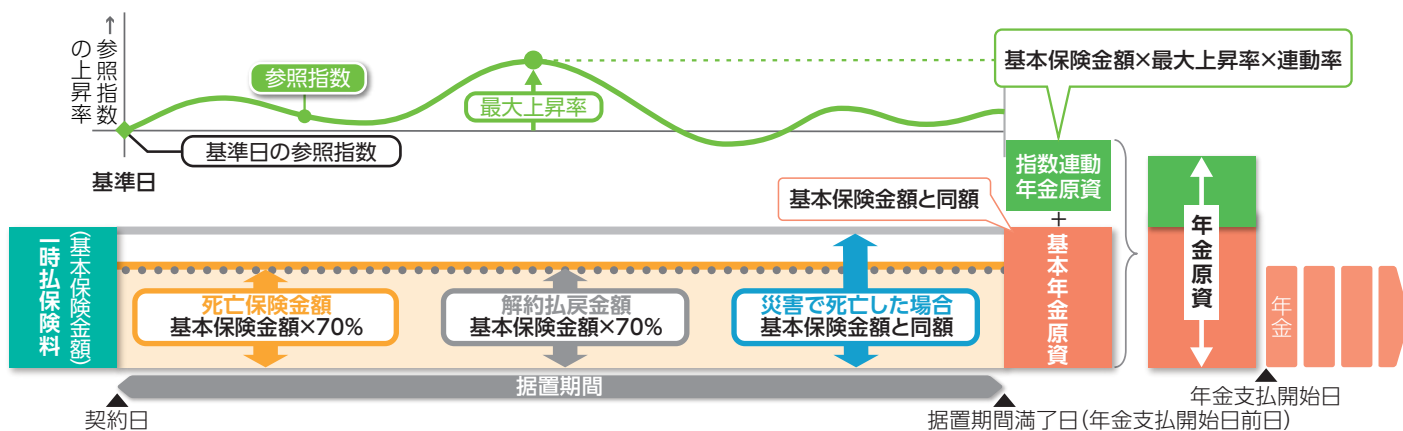 ↑参照指数
の上昇率
参照指数
最大上昇率
基本保険金額×最大上昇率×連動率
基準日の参照指数
基準日
指数連動
年金原資
基本保険金額と同額
+
一時払保険料
(基本保険金額)
死亡保険金額
基本保険金額×70%
解約払戻金額
基本保険金額×70%
災害で死亡した場合
基本保険金額と同額
基本年金原資
年金原資
年金
据置期間
契約日
据置期間満了日(年金支払開始日前日)
年金支払開始日